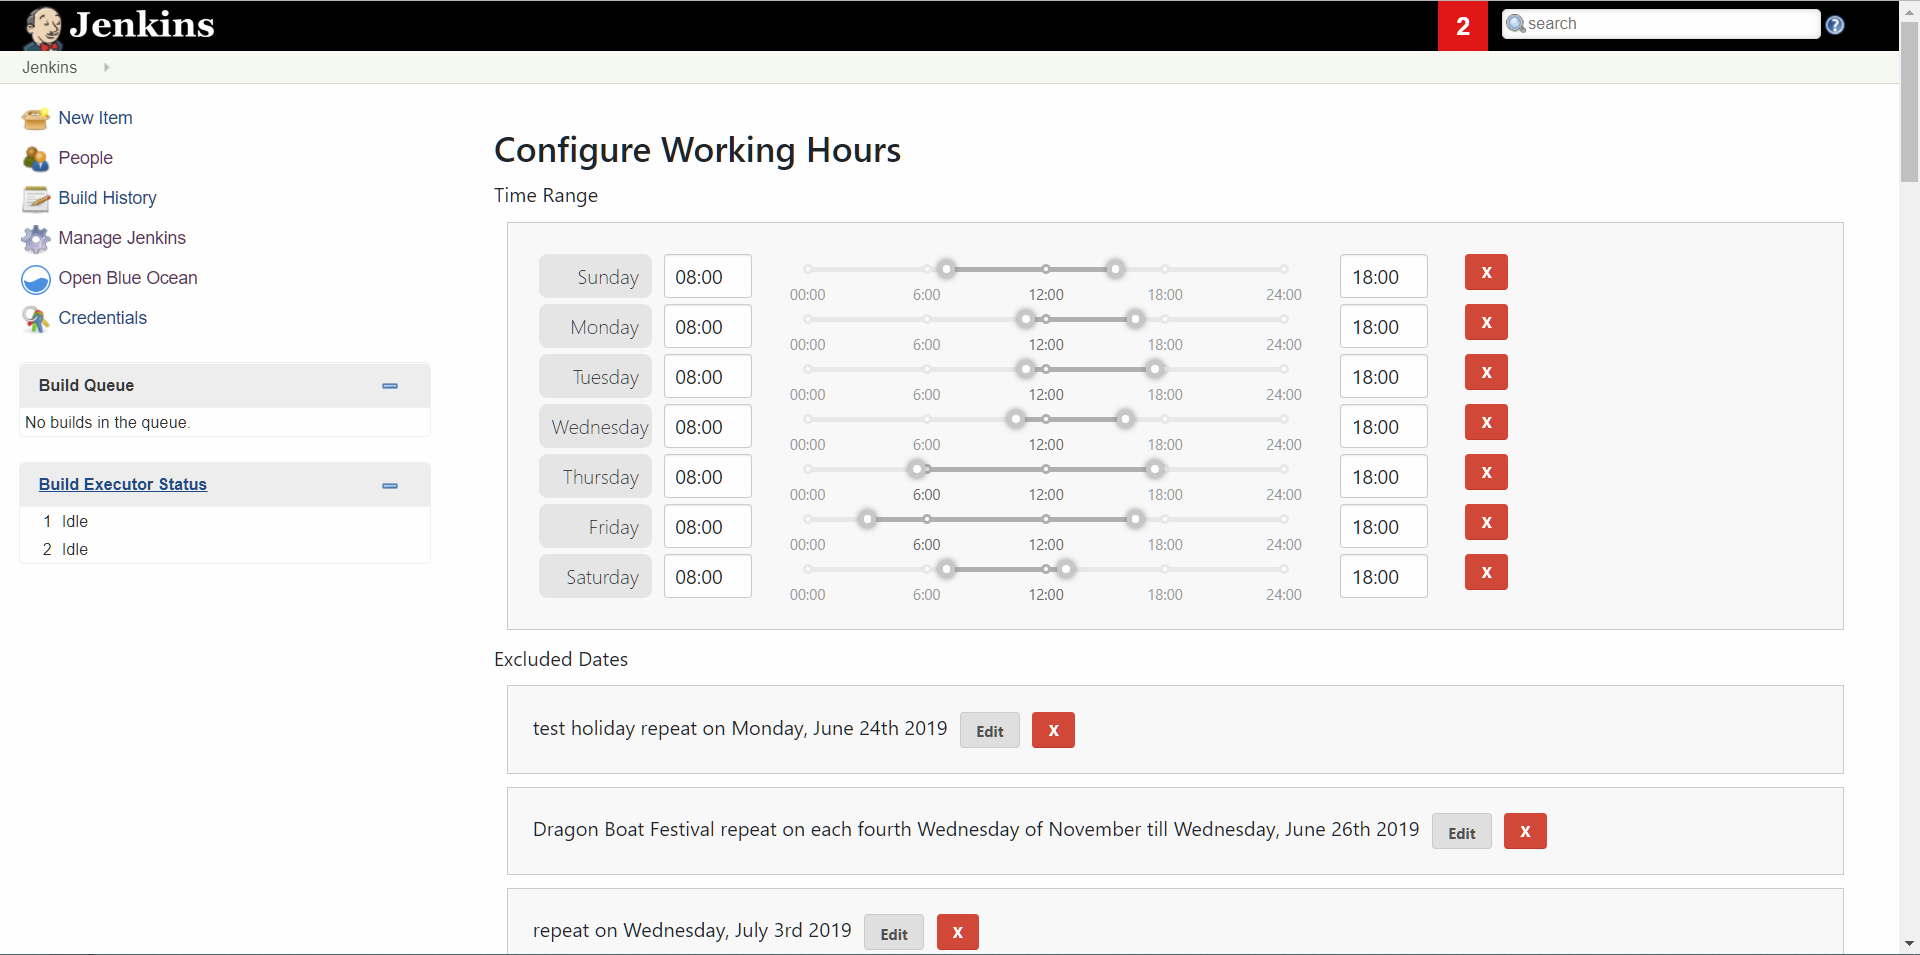 Jenkins
2
search
?
Jenkins
New Item
People
Build History
Manage Jenkins
Open Blue Ocean
Credentials
Build Queue
No builds in the queue.
Build Executor Status
1 Idle
2 Idle
Configure Working Hours
Time Range
Sunday 08:00 18:00 X
00:00 6:00 12:00 18:00 24:00
Monday 08:00 18:00 X
00:00 6:00 12:00 18:00 24:00
Tuesday 08:00 18:00 X
00:00 6:00 12:00 18:00 24:00
Wednesday 08:00 18:00 X
00:00 6:00 12:00 18:00 24:00
Thursday 08:00 18:00 X
00:00 6:00 12:00 18:00 24:00
Friday 08:00 18:00 X
00:00 6:00 12:00 18:00 24:00
Saturday 08:00 18:00 X
00:00 6:00 12:00 18:00 24:00
Excluded Dates
test holiday repeat on Monday, June 24th 2019 Edit X
Dragon Boat Festival repeat on each fourth Wednesday of November till Wednesday, June 26th 2019 Edit X
repeat on Wednesday, July 3rd 2019 Edit X